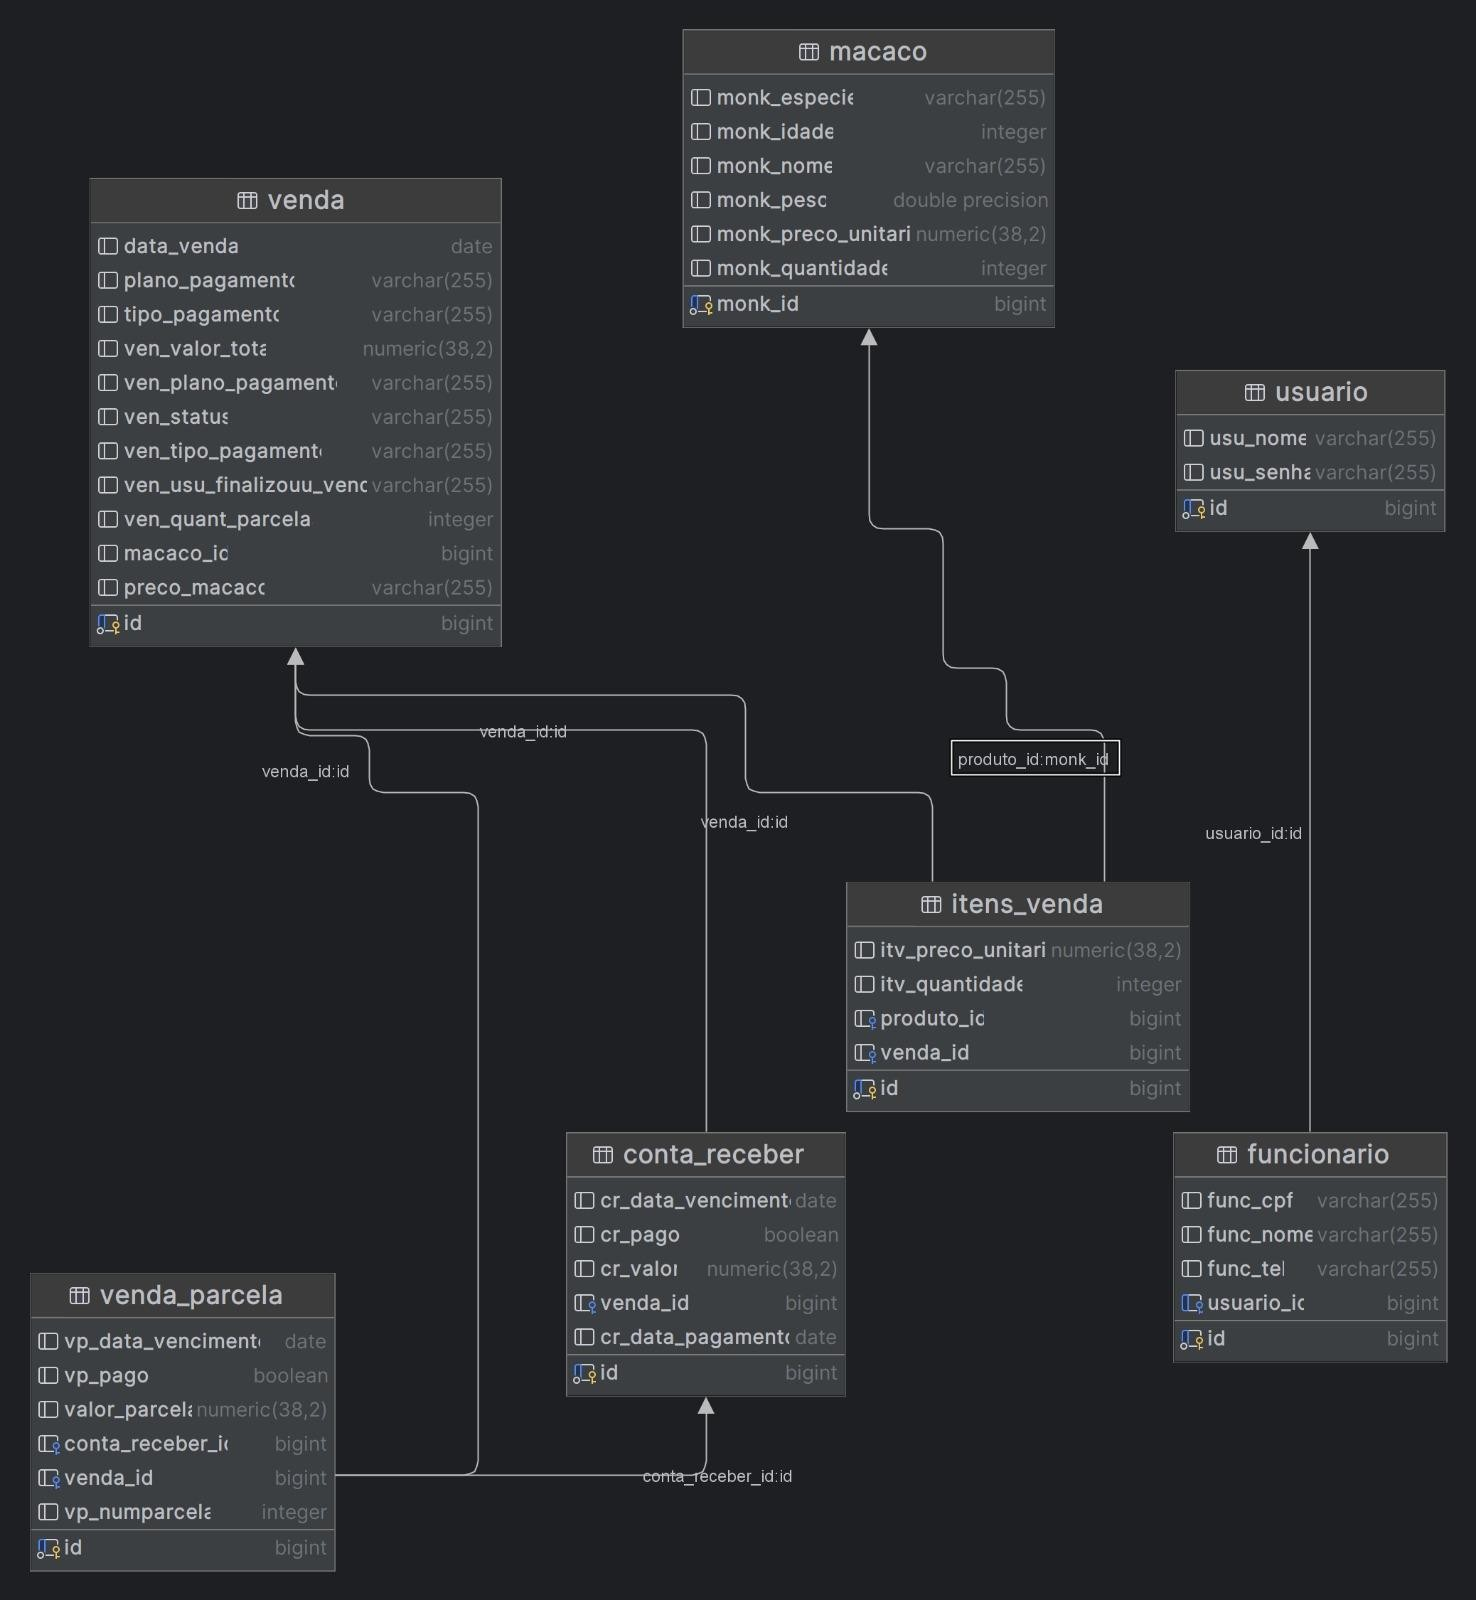 macaco
monk_especie varchar(255)
monk_idade integer
monk_nome varchar(255)
monk_peso double precision
monk_preco_unitari numeric(38,2)
monk_quantidade integer
monk_id bigint
venda
data_venda date
plano_pagamento varchar(255)
tipo_pagamento varchar(255)
ven_valor_tota numeric(38,2)
ven_plano_pagamento varchar(255)
ven_status varchar(255)
ven_tipo_pagamento varchar(255)
ven_usu_finalizouu_vend varchar(255)
ven_quant_parcela integer
macaco_id bigint
preco_macaco varchar(255)
id bigint
usuario
usu_nome varchar(255)
usu_senha varchar(255)
id bigint
venda_id:id
venda_id:id
produto_id:monk_id
venda_id:id
usuario_id:id
itens_venda
itv_preco_unitari numeric(38,2)
itv_quantidade integer
produto_id bigint
venda_id bigint
id bigint
conta_receber
cr_data_vencimento date
cr_pago boolean
cr_valor numeric(38,2)
venda_id bigint
cr_data_pagamento date
id bigint
funcionario
func_cpf varchar(255)
func_nome varchar(255)
func_tel varchar(255)
usuario_id bigint
id bigint
venda_parcela
vp_data_vencimento date
vp_pago boolean
valor_parcela numeric(38,2)
conta_receber_id bigint
venda_id bigint
vp_numparcela integer
id bigint
conta_receber_id:id